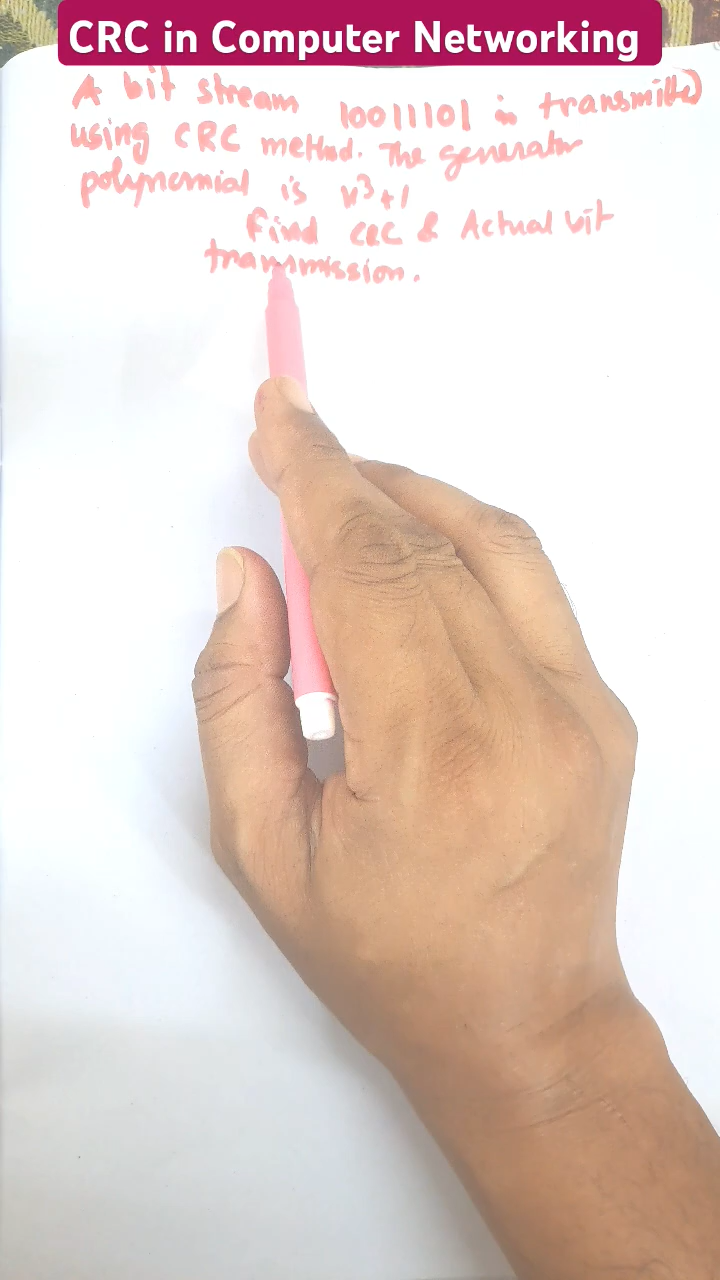 CRC in Computer Networking
A bit stream 10011101 is transmitted
using CRC method. The generator
polynomial is x³+1
Find CRC & Actual bit
transmission.